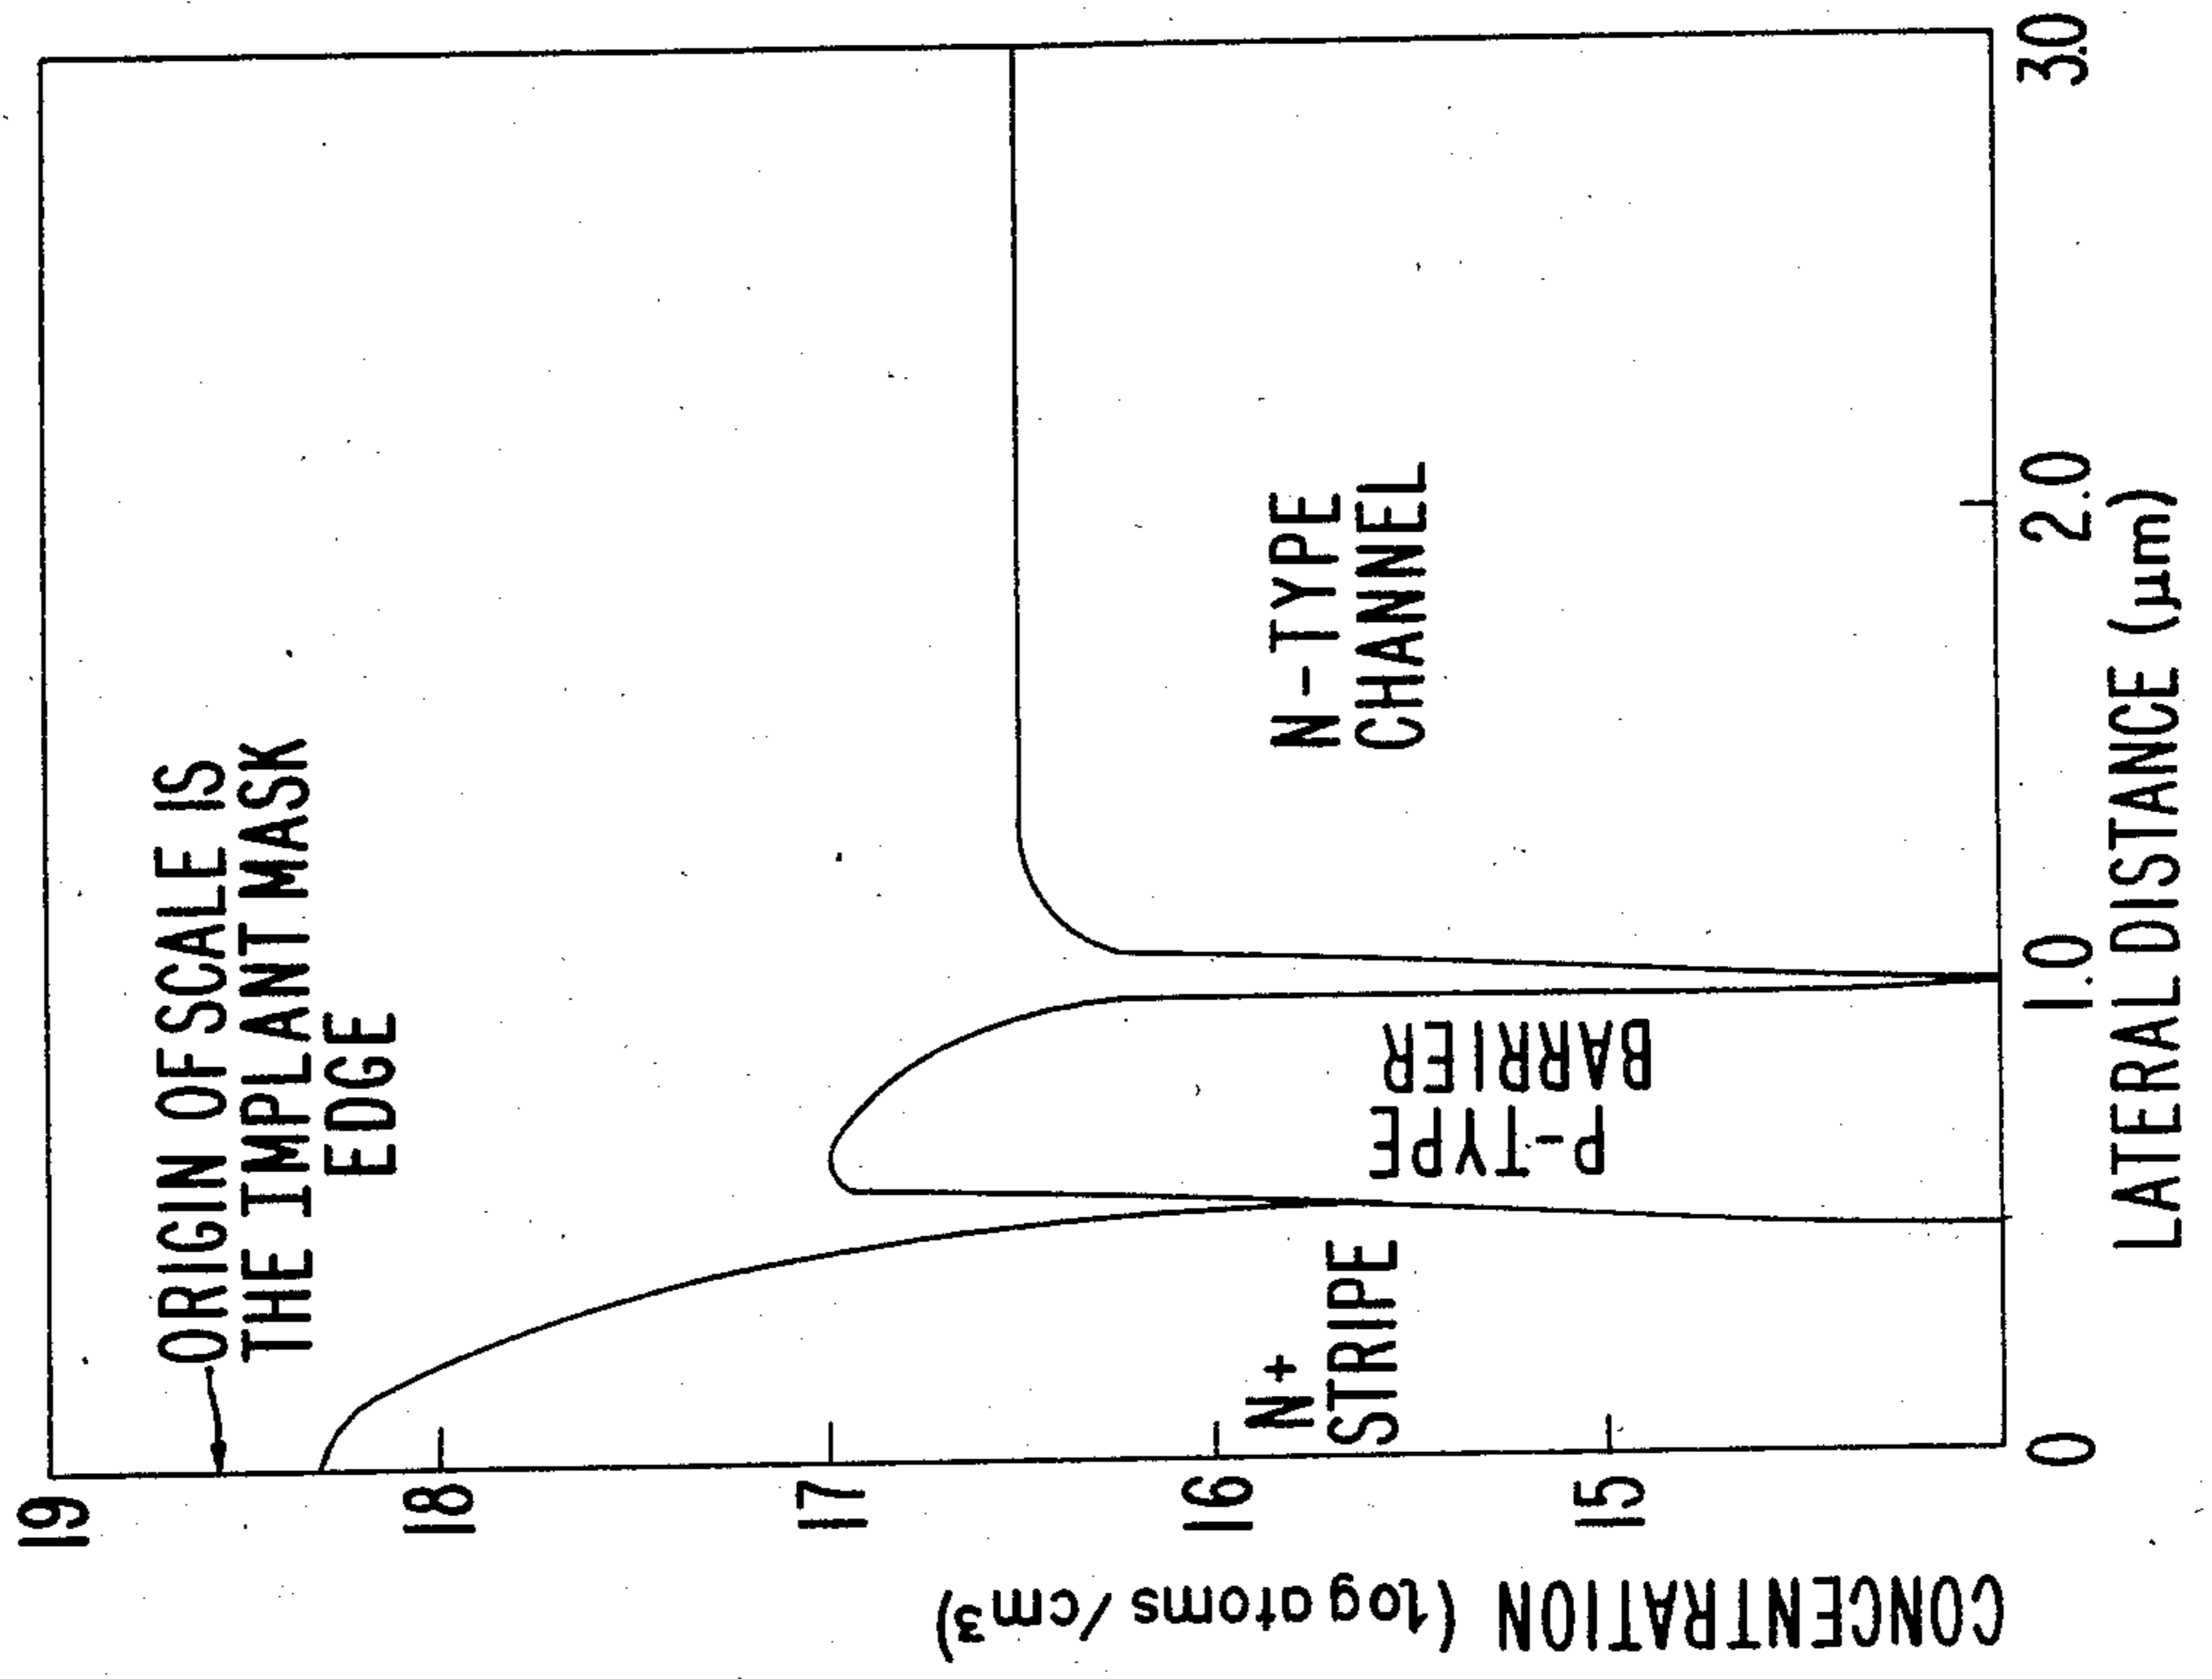 ORIGIN OF SCALE IS
THE IMPLANT MASK
EDGE
19
18
17
16
15
CONCENTRATION (log atoms/cm³)
N+
STRIPE
P-TYPE
BARRIER
N-TYPE
CHANNEL
0
1.0
2.0
3.0
LATERAL DISTANCE (μm)